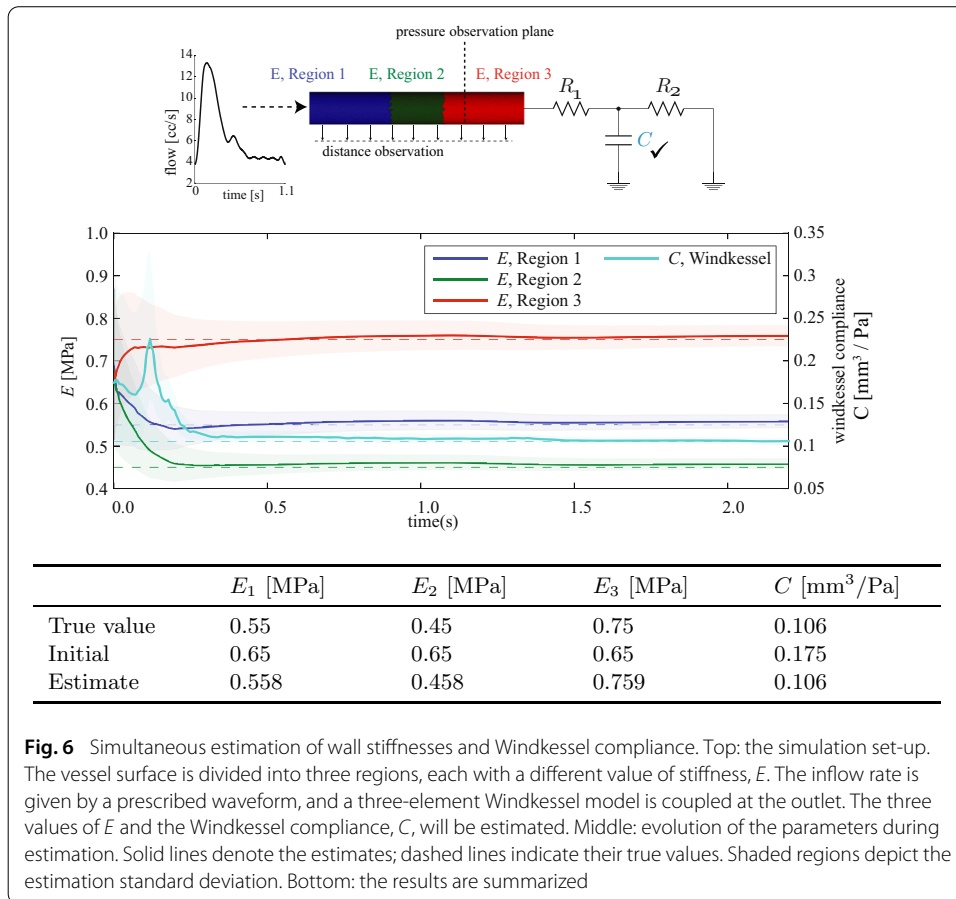 pressure observation plane
14
12
10
8
6
4
2
flow [cc/s]
0
1.1
time [s]
E, Region 1
E, Region 2
E, Region 3
distance observation
R1
R2
C
✓
1.0
0.9
0.8
0.7
0.6
0.5
0.4
E [MPa]
E, Region 1
E, Region 2
E, Region 3
C, Windkessel
0.35
0.3
0.25
0.2
0.15
0.1
0.05
windkessel compliance
C [mm³ / Pa]
0.0 0.5 1.0 1.5 2.0
time(s)
E1 [MPa] E2 [MPa] E3 [MPa] C [mm³/Pa]
True value 0.55 0.45 0.75 0.106
Initial 0.65 0.65 0.65 0.175
Estimate 0.558 0.458 0.759 0.106
Fig. 6 Simultaneous estimation of wall stiffnesses and Windkessel compliance. Top: the simulation set-up.
The vessel surface is divided into three regions, each with a different value of stiffness, E. The inflow rate is
given by a prescribed waveform, and a three-element Windkessel model is coupled at the outlet. The three
values of E and the Windkessel compliance, C, will be estimated. Middle: evolution of the parameters during
estimation. Solid lines denote the estimates; dashed lines indicate their true values. Shaded regions depict the
estimation standard deviation. Bottom: the results are summarized